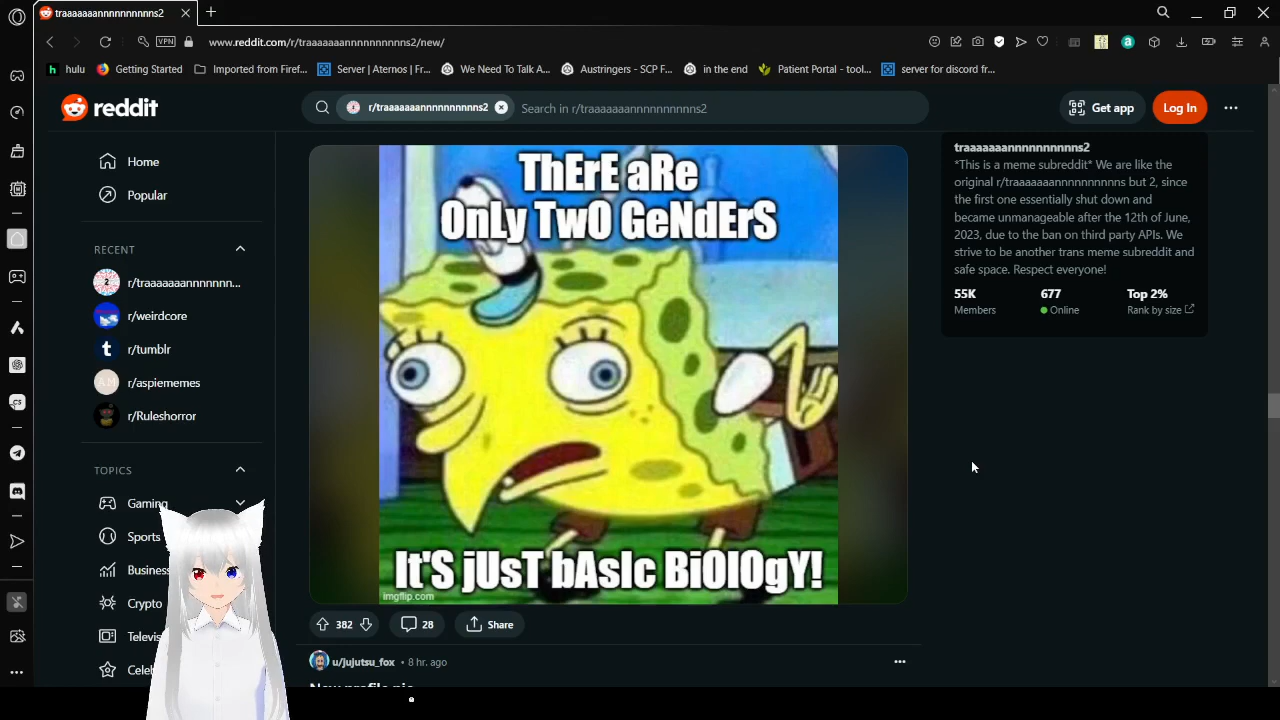 traaaaaaannnnnnnnnns2
VPN
www.reddit.com/r/traaaaaaannnnnnnnnns2/new/
hulu
Getting Started
Imported from Firef...
Server | Aternos | Fr...
We Need To Talk A...
Austringers - SCP F...
in the end
Patient Portal - tool...
server for discord fr...
reddit
r/traaaaaaannnnnnnnnns2
Search in r/traaaaaaannnnnnnnnns2
Get app
Log In
Home
Popular
RECENT
r/traaaaaaannnnnnn...
r/weirdcore
r/tumblr
r/aspiememes
r/Ruleshorror
TOPICS
Gaming
Sports
Business
Crypto
Televis
Celeb
ThErE aRe
OnLy TwO GeNdErS
It'S jUsT bAsIc BiOlOgY!
imgflip.com
382
28
Share
u/jujutsu_fox • 8 hr. ago
New profile pic
traaaaaaannnnnnnnnns2
*This is a meme subreddit* We are like the
original r/traaaaaaannnnnnnnnns but 2, since
the first one essentially shut down and
became unmanageable after the 12th of June,
2023, due to the ban on third party APIs. We
strive to be another trans meme subreddit and
safe space. Respect everyone!
55K
Members
677
Online
Top 2%
Rank by size